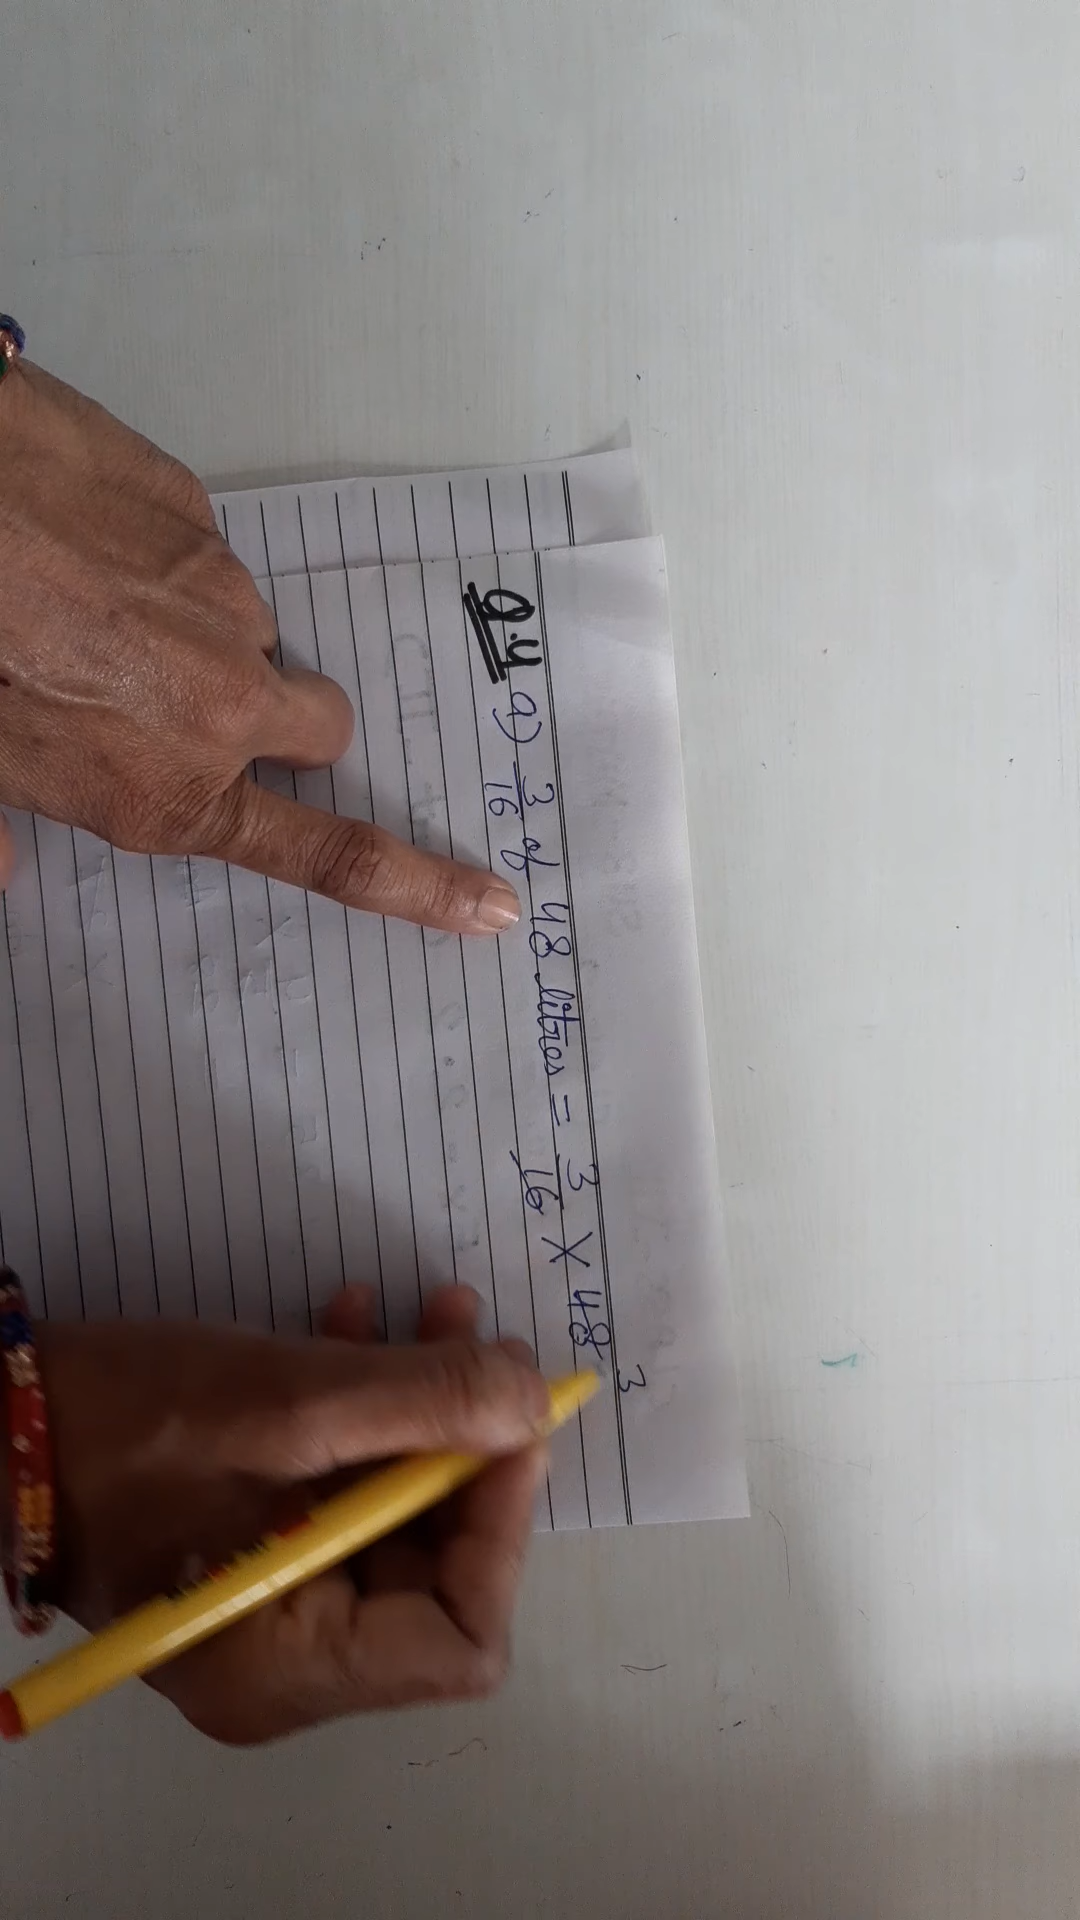 Q.4 a) 3/16 of 48 litres = 3/16 × 48 3